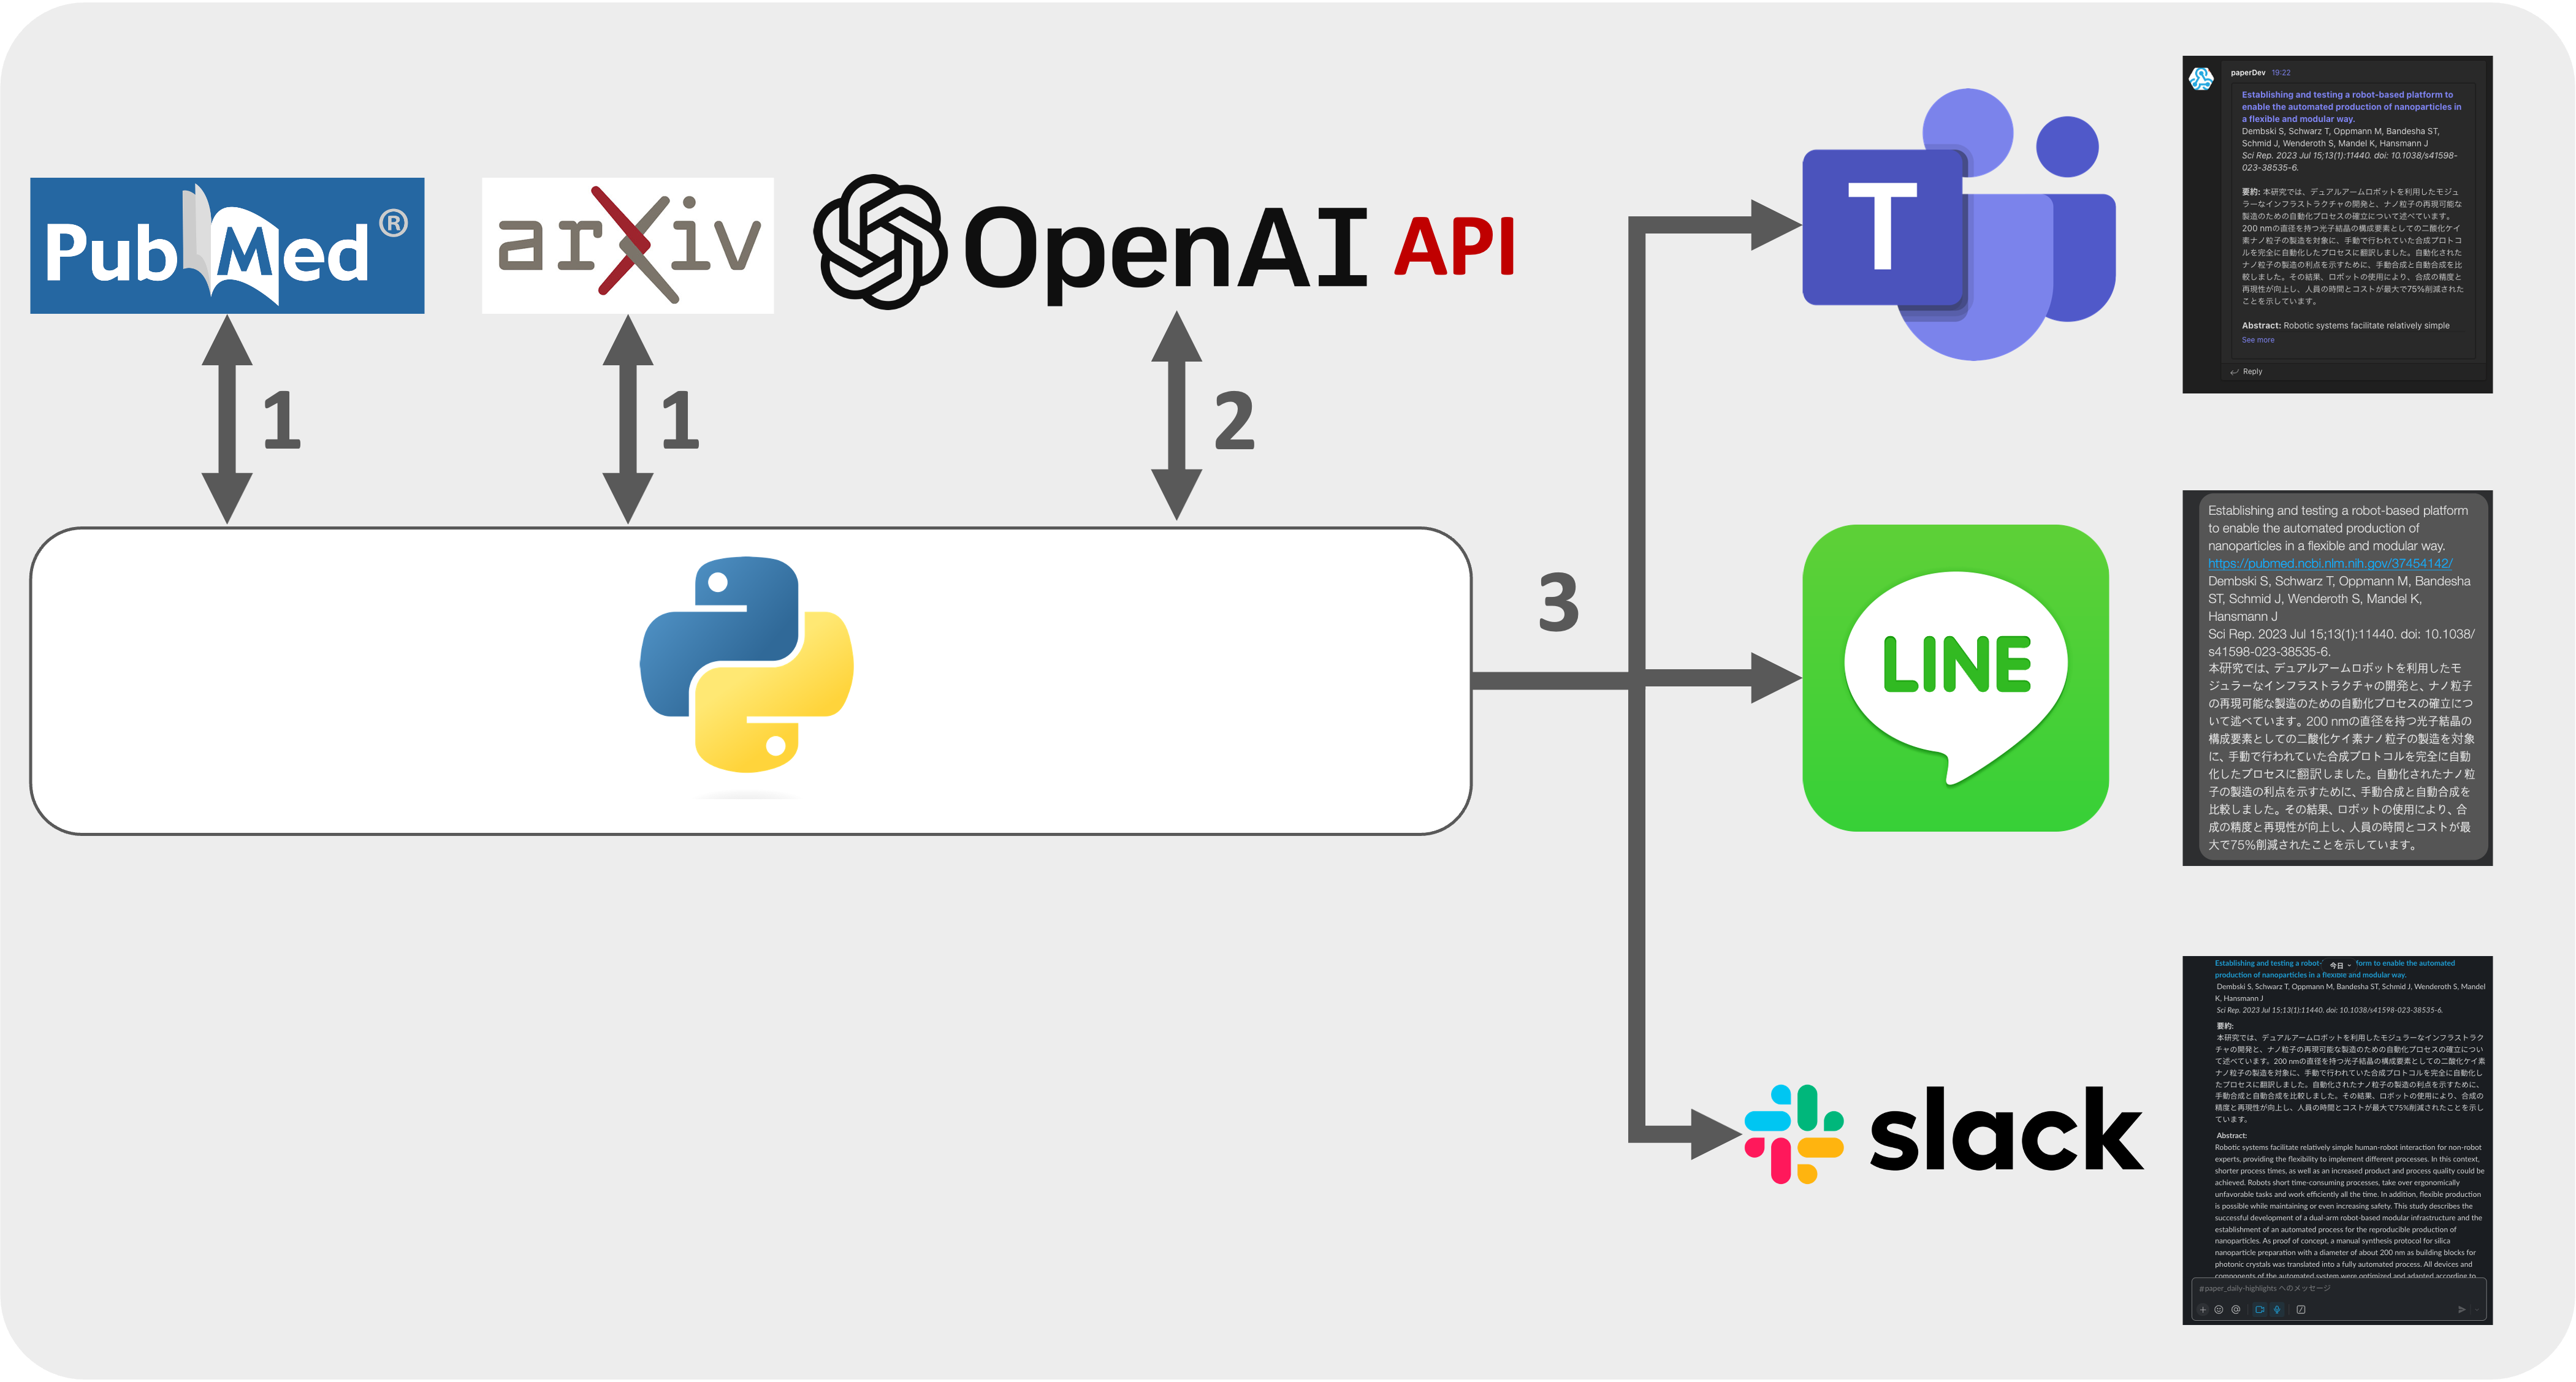 PubMed®
arXiv
OpenAI API
1
1
2
3
T
paperDev 19:22
Establishing and testing a robot-based platform to
enable the automated production of nanoparticles in
a flexible and modular way.
Dembski S, Schwarz T, Oppmann M, Bandesha ST,
Schmid J, Wenderoth S, Mandel K, Hansmann J
Sci Rep. 2023 Jul 15;13(1):11440. doi: 10.1038/s41598-
023-38535-6.
要約: 本研究では、デュアルアームロボットを利用したモジュ
ラーなインフラストラクチャの開発と、ナノ粒子の再現可能な
製造のための自動化プロセスの確立について述べています。
200 nmの直径を持つ光子結晶の構成要素としての二酸化ケイ
素ナノ粒子の製造を対象に、手動で行われていた合成プロトコ
ルを完全に自動化したプロセスに翻訳しました。自動化された
ナノ粒子の製造の利点を示すために、手動合成と自動合成を比
較しました。その結果、ロボットの使用により、合成の精度と
再現性が向上し、人員の時間とコストが最大で75%削減された
ことを示しています。
Abstract: Robotic systems facilitate relatively simple
See more
Reply
LINE
Establishing and testing a robot-based platform
to enable the automated production of
nanoparticles in a flexible and modular way.
https://pubmed.ncbi.nlm.nih.gov/37454142/
Dembski S, Schwarz T, Oppmann M, Bandesha
ST, Schmid J, Wenderoth S, Mandel K,
Hansmann J
Sci Rep. 2023 Jul 15;13(1):11440. doi: 10.1038/
s41598-023-38535-6.
本研究では、デュアルアームロボットを利用したモ
ジュラーなインフラストラクチャの開発と、ナノ粒子
の再現可能な製造のための自動化プロセスの確立につ
いて述べています。200 nmの直径を持つ光子結晶の
構成要素としての二酸化ケイ素ナノ粒子の製造を対象
に、手動で行われていた合成プロトコルを完全に自動
化したプロセスに翻訳しました。自動化されたナノ粒
子の製造の利点を示すために、手動合成と自動合成を
比較しました。その結果、ロボットの使用により、合
成の精度と再現性が向上し、人員の時間とコストが最
大で75%削減されたことを示しています。
slack
Establishing and testing a robot- 今日 form to enable the automated
production of nanoparticles in a flexible and modular way.
Dembski S, Schwarz T, Oppmann M, Bandesha ST, Schmid J, Wenderoth S, Mandel
K, Hansmann J
Sci Rep. 2023 Jul 15;13(1):11440. doi: 10.1038/s41598-023-38535-6.
要約:
本研究では、デュアルアームロボットを利用したモジュラーなインフラストラク
チャの開発と、ナノ粒子の再現可能な製造のための自動化プロセスの確立につい
て述べています。200 nmの直径を持つ光子結晶の構成要素としての二酸化ケイ素
ナノ粒子の製造を対象に、手動で行われていた合成プロトコルを完全に自動化し
たプロセスに翻訳しました。自動化されたナノ粒子の製造の利点を示すために、
手動合成と自動合成を比較しました。その結果、ロボットの使用により、合成の
精度と再現性が向上し、人員の時間とコストが最大で75%削減されたことを示し
ています。
Abstract:
Robotic systems facilitate relatively simple human-robot interaction for non-robot
experts, providing the flexibility to implement different processes. In this context,
shorter process times, as well as an increased product and process quality could be
achieved. Robots short time-consuming processes, take over ergonomically
unfavorable tasks and work efficiently all the time. In addition, flexible production
is possible while maintaining or even increasing safety. This study describes the
successful development of a dual-arm robot-based modular infrastructure and the
establishment of an automated process for the reproducible production of
nanoparticles. As proof of concept, a manual synthesis protocol for silica
nanoparticle preparation with a diameter of about 200 nm as building blocks for
photonic crystals was translated into a fully automated process. All devices and
components of the automated system were optimized and adapted according to
#paper_daily-highlights へのメッセージ